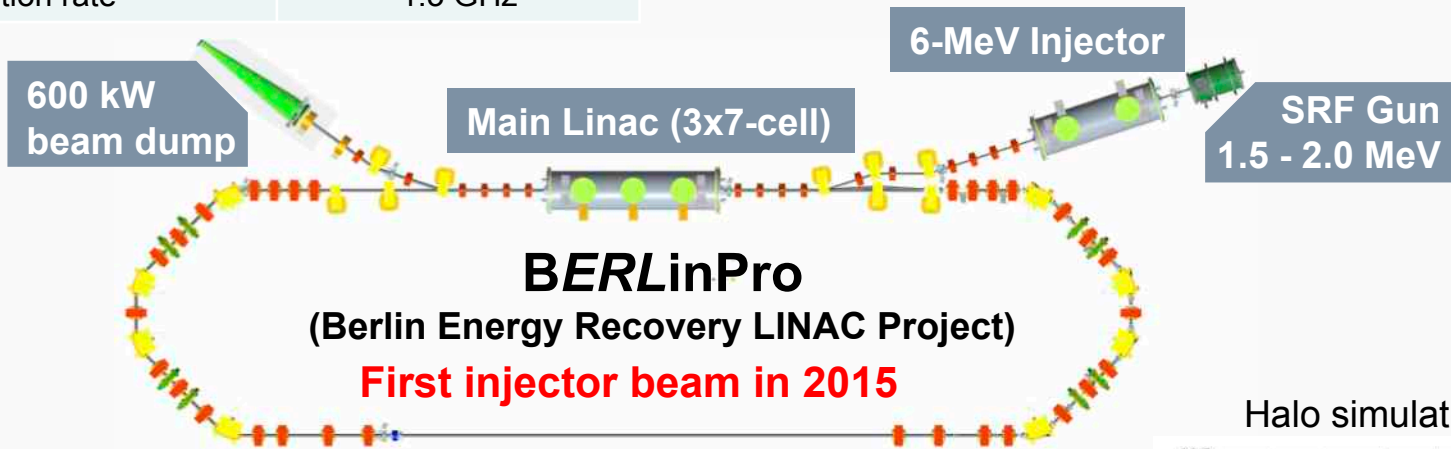 6-MeV Injector
600 kW
beam dump
Main Linac (3x7-cell)
SRF Gun
1.5 - 2.0 MeV
BERLinPro
(Berlin Energy Recovery LINAC Project)
First injector beam in 2015
Halo